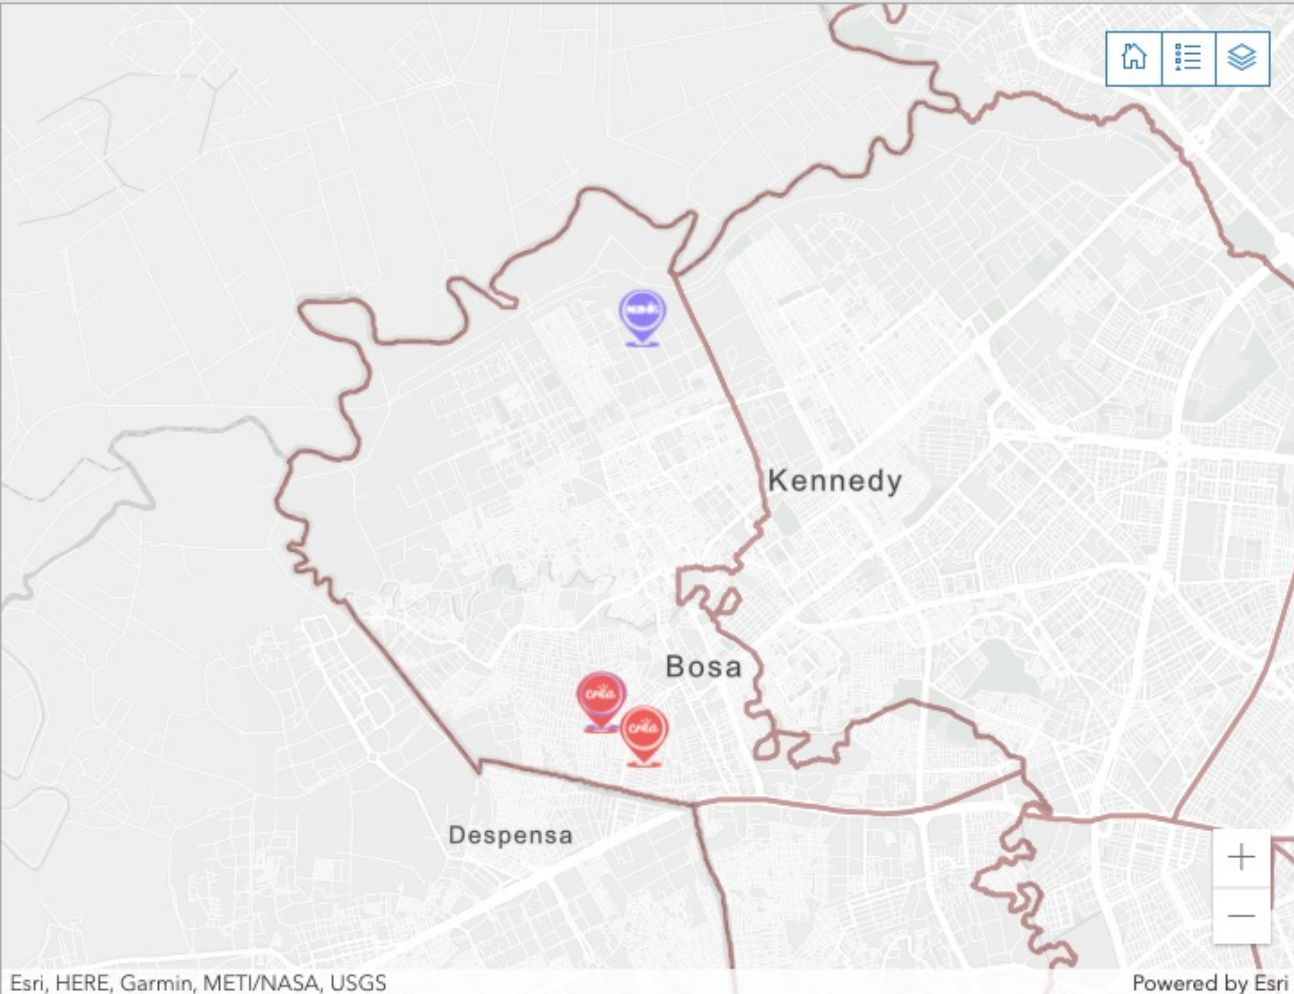 Kennedy
Bosa
crea
crea
Despensa
Esri, HERE, Garmin, METI/NASA, USGS
Powered by Esri